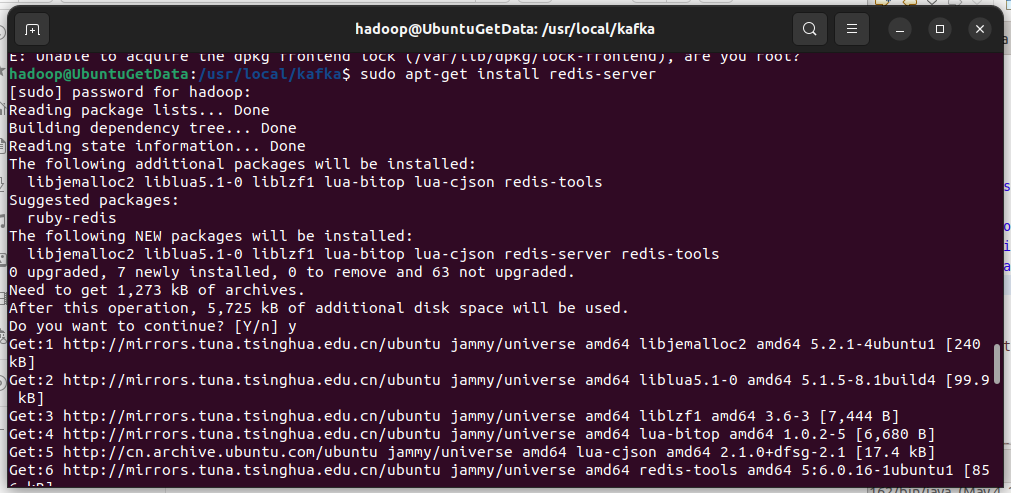 hadoop@UbuntuGetData: /usr/local/kafka
E: Unable to acquire the dpkg frontend lock (/var/lib/dpkg/lock-frontend), are you root?
hadoop@UbuntuGetData:/usr/local/kafka$ sudo apt-get install redis-server
[sudo] password for hadoop:
Reading package lists... Done
Building dependency tree... Done
Reading state information... Done
The following additional packages will be installed:
  libjemalloc2 liblua5.1-0 liblzf1 lua-bitop lua-cjson redis-tools
Suggested packages:
  ruby-redis
The following NEW packages will be installed:
  libjemalloc2 liblua5.1-0 liblzf1 lua-bitop lua-cjson redis-server redis-tools
0 upgraded, 7 newly installed, 0 to remove and 63 not upgraded.
Need to get 1,273 kB of archives.
After this operation, 5,725 kB of additional disk space will be used.
Do you want to continue? [Y/n] y
Get:1 http://mirrors.tuna.tsinghua.edu.cn/ubuntu jammy/universe amd64 libjemalloc2 amd64 5.2.1-4ubuntu1 [240
kB]
Get:2 http://mirrors.tuna.tsinghua.edu.cn/ubuntu jammy/universe amd64 liblua5.1-0 amd64 5.1.5-8.1build4 [99.9
 kB]
Get:3 http://mirrors.tuna.tsinghua.edu.cn/ubuntu jammy/universe amd64 liblzf1 amd64 3.6-3 [7,444 B]
Get:4 http://mirrors.tuna.tsinghua.edu.cn/ubuntu jammy/universe amd64 lua-bitop amd64 1.0.2-5 [6,680 B]
Get:5 http://cn.archive.ubuntu.com/ubuntu jammy/universe amd64 lua-cjson amd64 2.1.0+dfsg-2.1 [17.4 kB]
Get:6 http://mirrors.tuna.tsinghua.edu.cn/ubuntu jammy/universe amd64 redis-tools amd64 5:6.0.16-1ubuntu1 [85
6 kB]